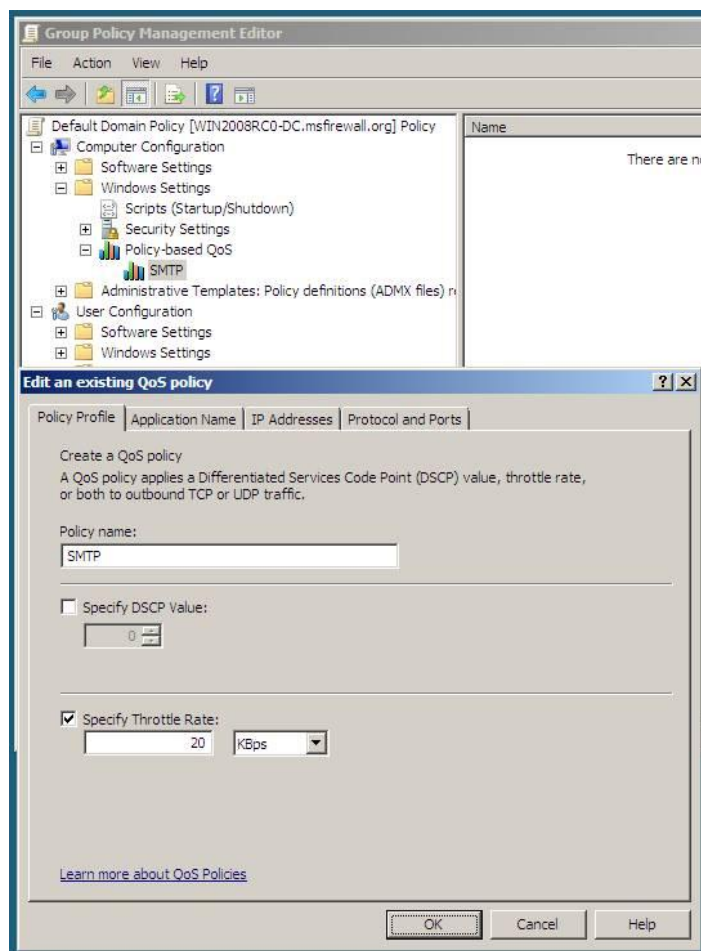 Group Policy Management Editor
File Action View Help
Default Domain Policy [WIN2008RC0-DC.msfirewall.org] Policy
Name
Computer Configuration
There are n
Software Settings
Windows Settings
Scripts (Startup/Shutdown)
Security Settings
Policy-based QoS
SMTP
Administrative Templates: Policy definitions (ADMX files) r
User Configuration
Software Settings
Windows Settings
Edit an existing QoS policy
Policy Profile Application Name IP Addresses Protocol and Ports
Create a QoS policy
A QoS policy applies a Differentiated Services Code Point (DSCP) value, throttle rate,
or both to outbound TCP or UDP traffic.
Policy name:
SMTP
Specify DSCP Value:
0
Specify Throttle Rate:
20 KBps
Learn more about QoS Policies
OK Cancel Help